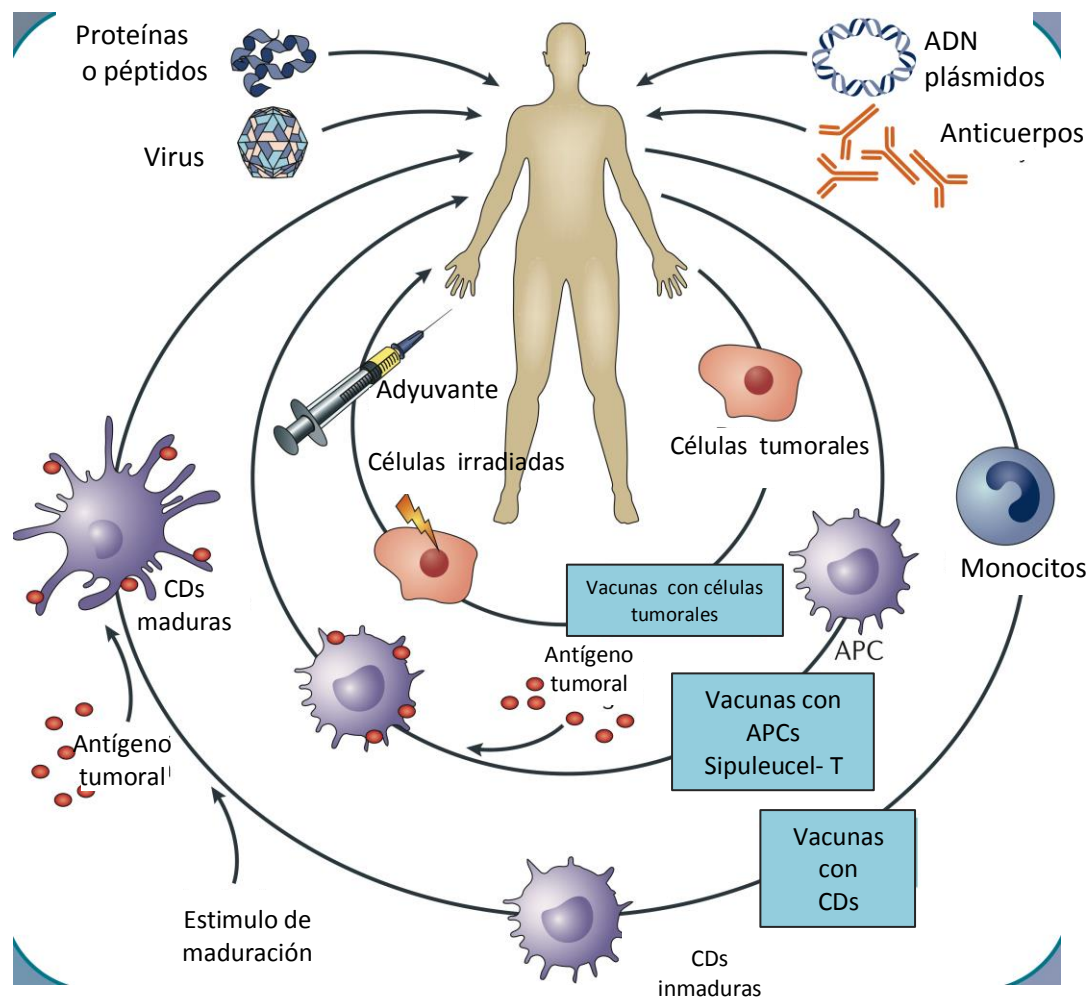 Proteínas
o péptidos
ADN
plásmidos
Virus
Anticuerpos
Adyuvante
Células irradiadas
Células tumorales
CDs
maduras
Vacunas con células
tumorales
Monocitos
APC
Antígeno
tumoral
Vacunas con
APCs
Sipuleucel- T
Antígeno
tumoral
Vacunas
con
CDs
Estimulo de
maduración
CDs
inmaduras